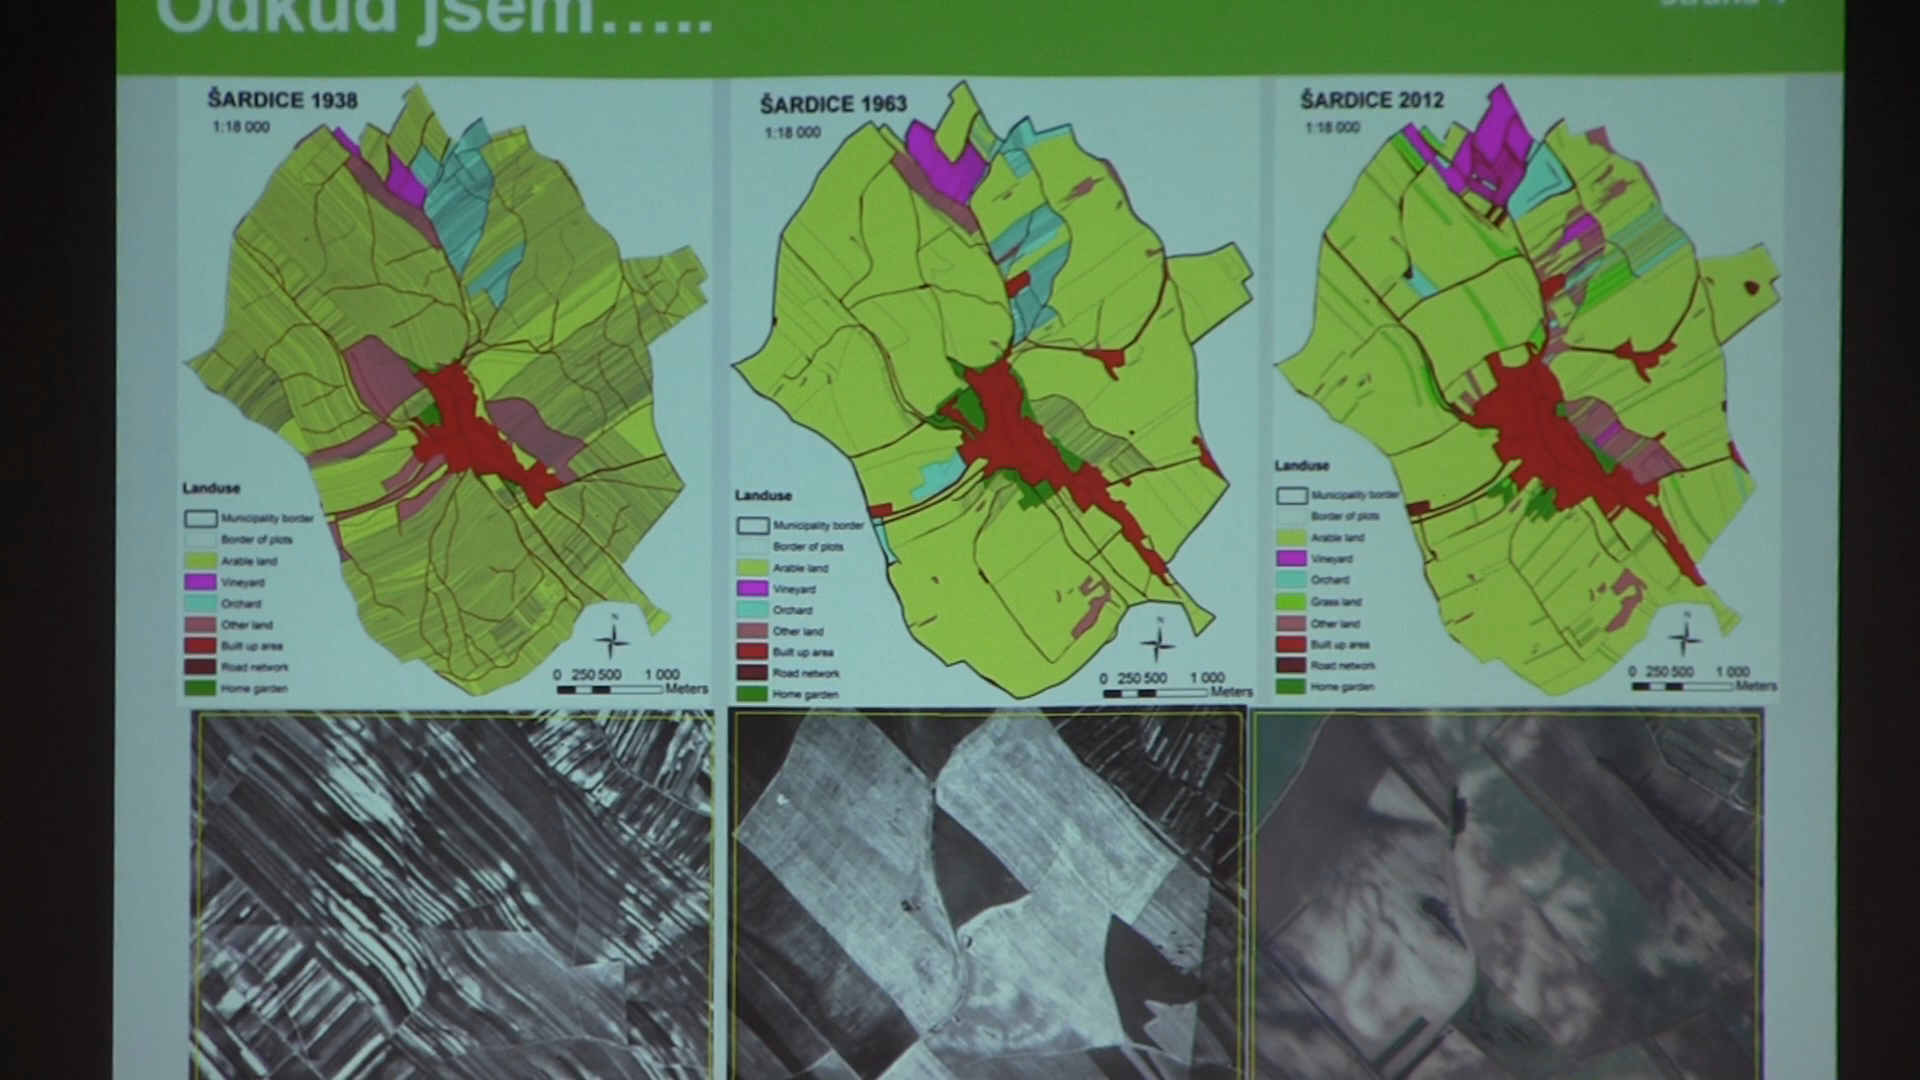 Odkud jsem.....
strana 4
ŠARDICE 1938
1:18 000
Landuse
Municipality border
Border of plots
Arable land
Vineyard
Orchard
Other land
Built up area
Road network
Home garden
N
0 250 500 1 000
Meters
ŠARDICE 1963
1:18 000
Landuse
Municipality border
Border of plots
Arable land
Vineyard
Orchard
Other land
Built up area
Road network
Home garden
N
0 250 500 1 000
Meters
ŠARDICE 2012
1:18 000
Landuse
Municipality border
Border of plots
Arable land
Vineyard
Orchard
Grass land
Other land
Built up area
Road network
Home garden
N
0 250 500 1 000
Meters